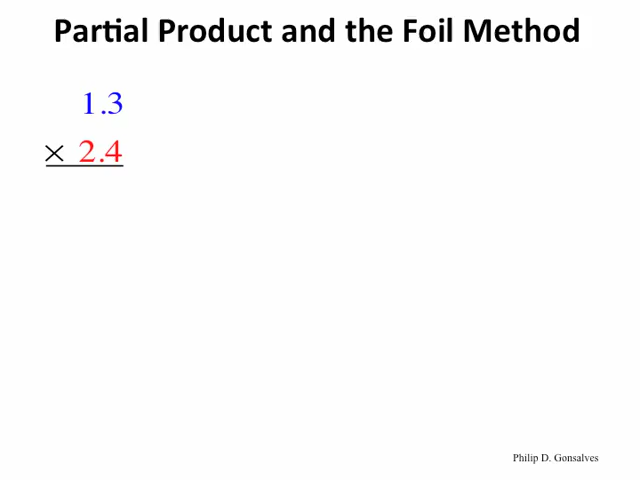 Partial Product and the Foil Method
1.3
× 2.4
Philip D. Gonsalves